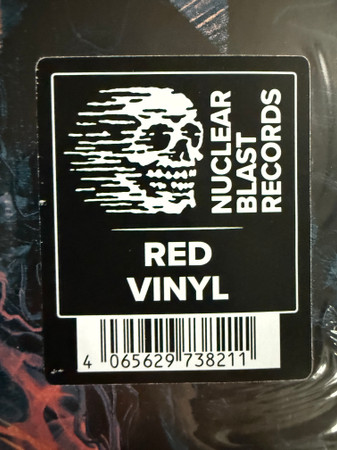 NUCLEAR
BLAST
RECORDS
RED
VINYL
4 065629 738211